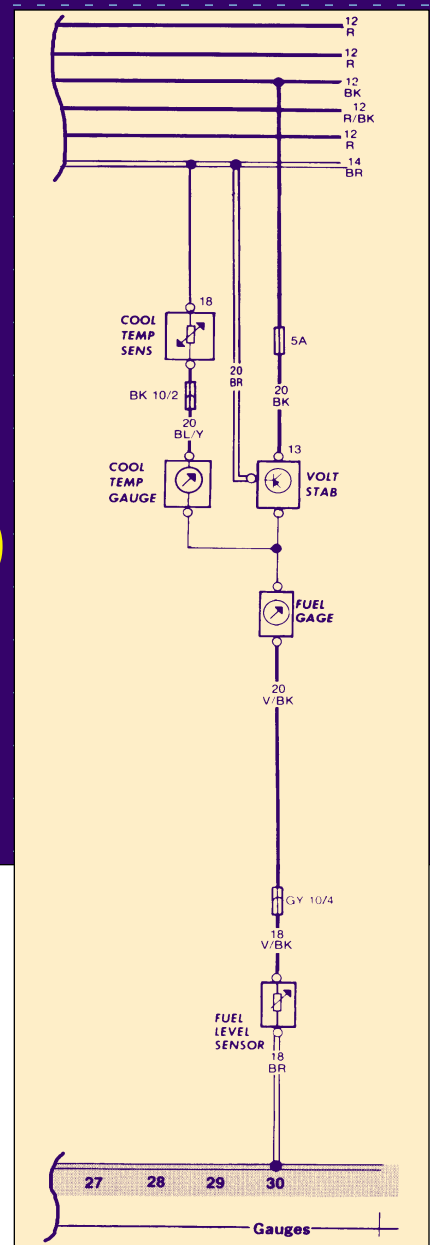 12
R
12
R
12
BK
12
R/BK
12
R
14
BR
18
COOL
TEMP
SENS
5A
20
BR
BK 10/2
20
BK
20
BL/Y
13
COOL
TEMP
GAUGE
VOLT
STAB
FUEL
GAGE
20
V/BK
GY 10/4
18
V/BK
FUEL
LEVEL
SENSOR
18
BR
27 28 29 30
Gauges